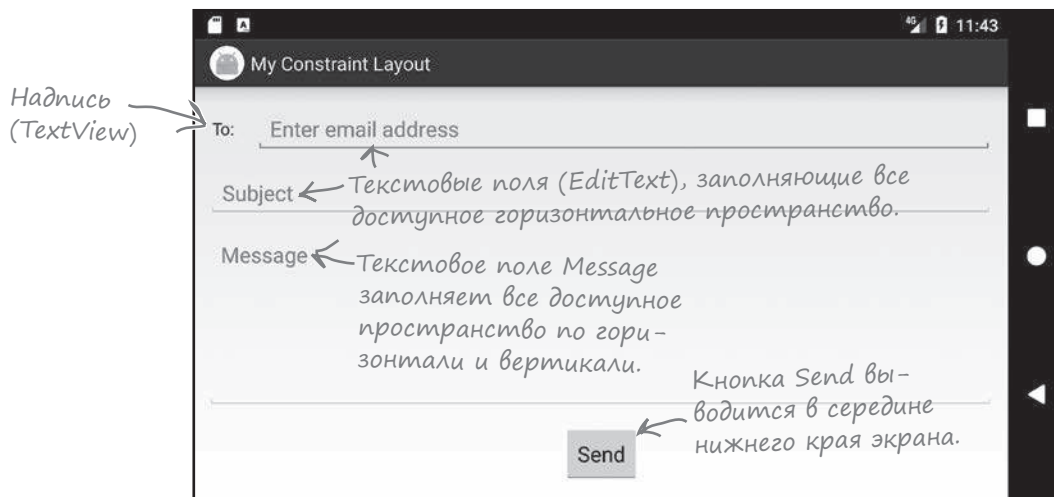 4G 11:43
My Constraint Layout
Надпись
(TextView)
To:
Enter email address
Текстовые поля (EditText), заполняющие все
доступное горизонтальное пространство.
Subject
Message
Текстовое поле Message
заполняет все доступное
пространство по гори-
зонтали и вертикали.
Кнопка Send вы-
водится в середине
нижнего края экрана.
Send